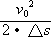 v₀²
2 · △s